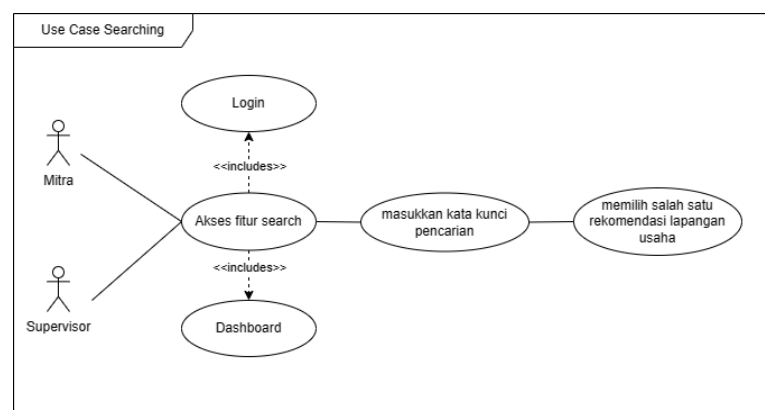 Use Case Searching
Login
<<includes>>
Mitra
Akses fitur search
masukkan kata kunci
pencarian
memilih salah satu
rekomendasi lapangan
usaha
<<includes>>
Supervisor
Dashboard